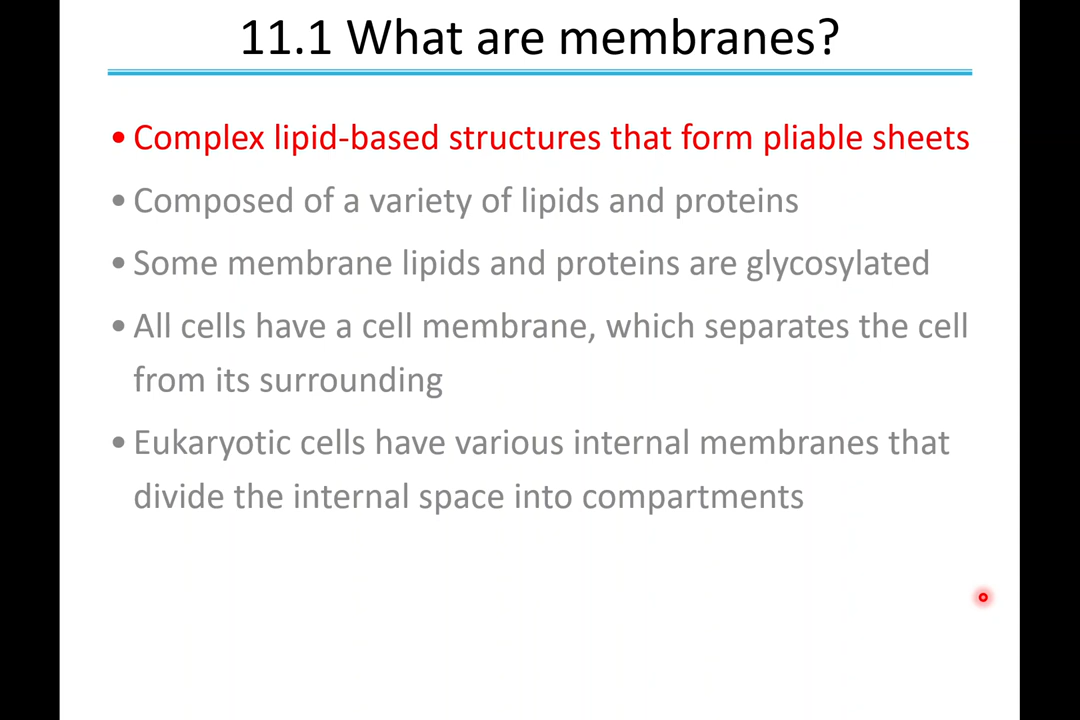 11.1 What are membranes?
• Complex lipid-based structures that form pliable sheets
• Composed of a variety of lipids and proteins
• Some membrane lipids and proteins are glycosylated
• All cells have a cell membrane, which separates the cell
from its surrounding
• Eukaryotic cells have various internal membranes that
divide the internal space into compartments